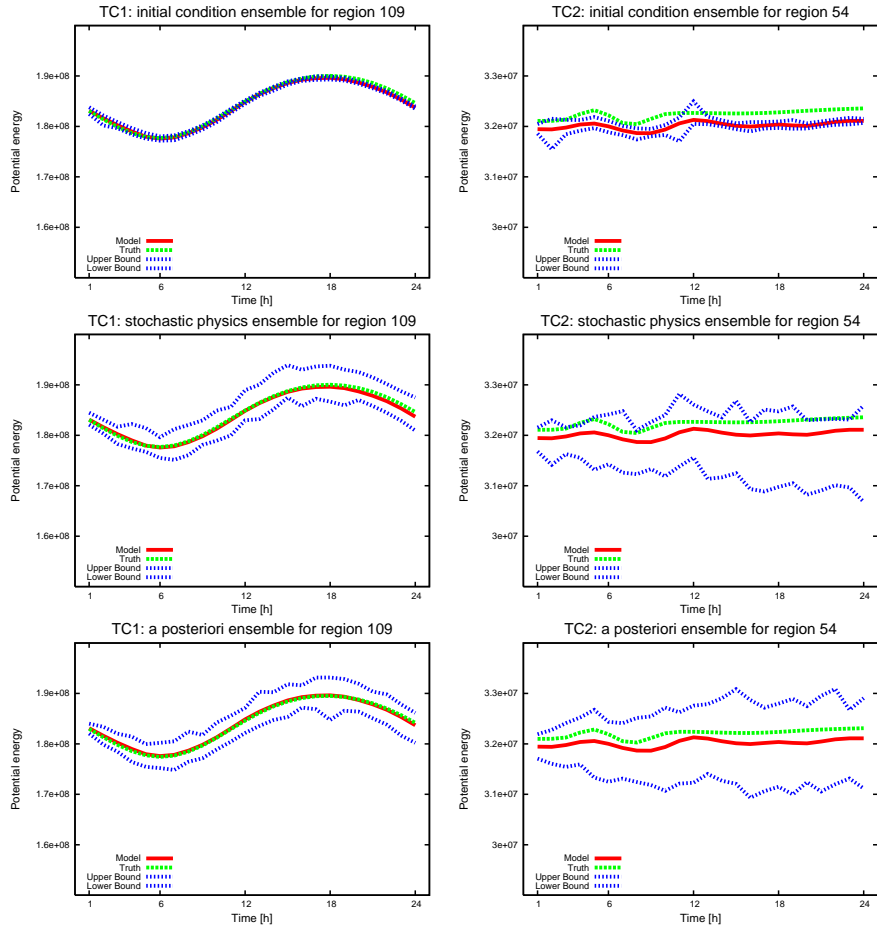 TC1: initial condition ensemble for region 109
Potential energy
1.9e+08
1.8e+08
1.7e+08
1.6e+08
Model
Truth
Upper Bound
Lower Bound
1 6 12 18 24
Time [h]
TC2: initial condition ensemble for region 54
Potential energy
3.3e+07
3.2e+07
3.1e+07
3e+07
Model
Truth
Upper Bound
Lower Bound
1 6 12 18 24
Time [h]
TC1: stochastic physics ensemble for region 109
Potential energy
1.9e+08
1.8e+08
1.7e+08
1.6e+08
Model
Truth
Upper Bound
Lower Bound
1 6 12 18 24
Time [h]
TC2: stochastic physics ensemble for region 54
Potential energy
3.3e+07
3.2e+07
3.1e+07
3e+07
Model
Truth
Upper Bound
Lower Bound
1 6 12 18 24
Time [h]
TC1: a posteriori ensemble for region 109
Potential energy
1.9e+08
1.8e+08
1.7e+08
1.6e+08
Model
Truth
Upper Bound
Lower Bound
1 6 12 18 24
Time [h]
TC2: a posteriori ensemble for region 54
Potential energy
3.3e+07
3.2e+07
3.1e+07
3e+07
Model
Truth
Upper Bound
Lower Bound
1 6 12 18 24
Time [h]